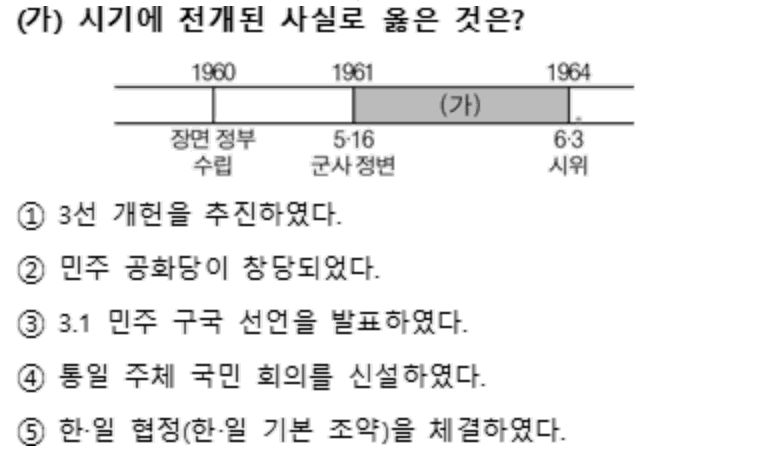 (가) 시기에 전개된 사실로 옳은 것은?
1960 1961 1964
(가)
장면 정부 5·16 6·3
수립 군사 정변 시위
① 3선 개헌을 추진하였다.
② 민주 공화당이 창당되었다.
③ 3.1 민주 구국 선언을 발표하였다.
④ 통일 주체 국민 회의를 신설하였다.
⑤ 한·일 협정(한·일 기본 조약)을 체결하였다.